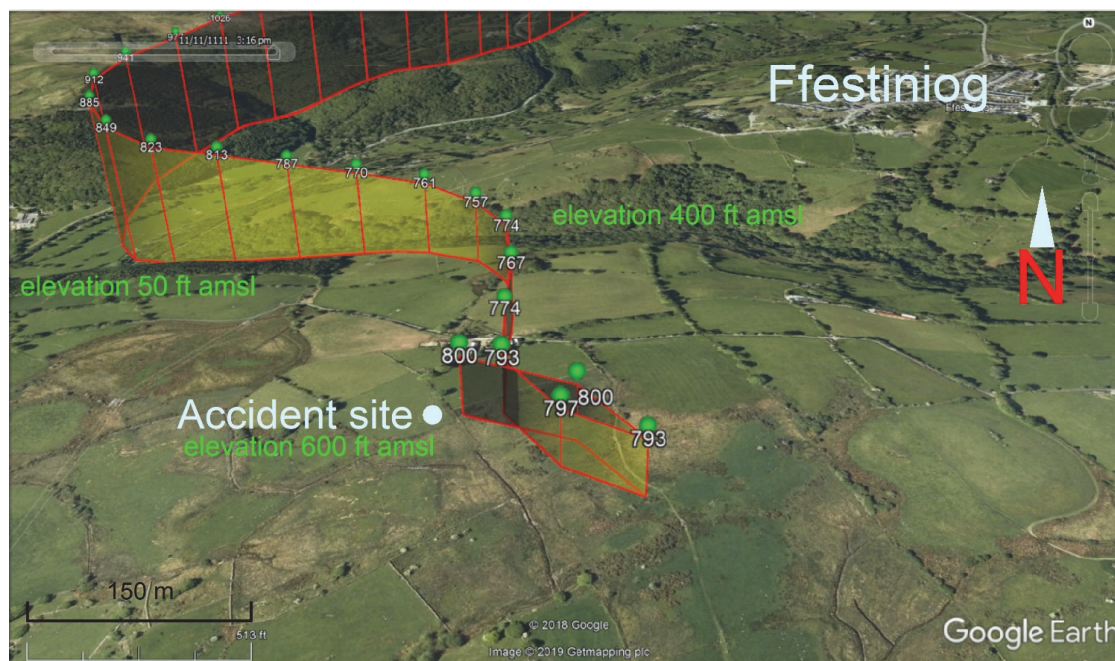 1026
11/11/1111 3:16 pm
941
912
885
849
823
813
787
770
761
757
774
767
774
800
793
800
797
793
Ffestiniog
Ffestiniog
elevation 400 ft amsl
N
N
elevation 50 ft amsl
Accident site
elevation 600 ft amsl
150 m
513 ft
© 2018 Google
Image © 2019 Getmapping plc
Google Earth